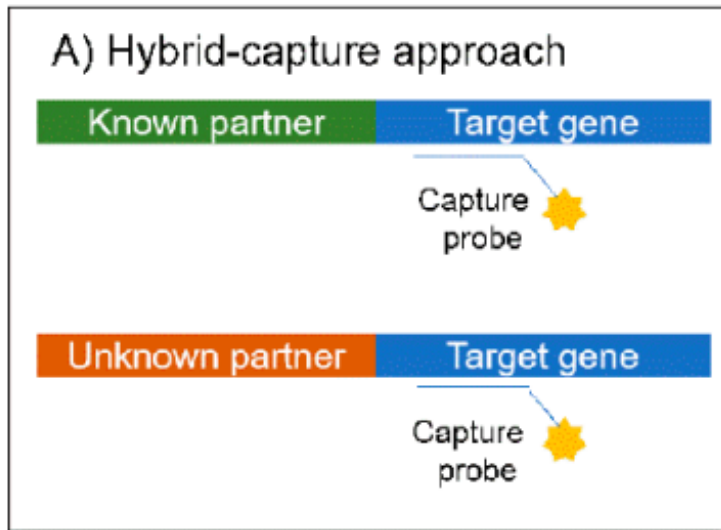 A) Hybrid-capture approach
Known partner Target gene
Capture
probe
Unknown partner Target gene
Capture
probe